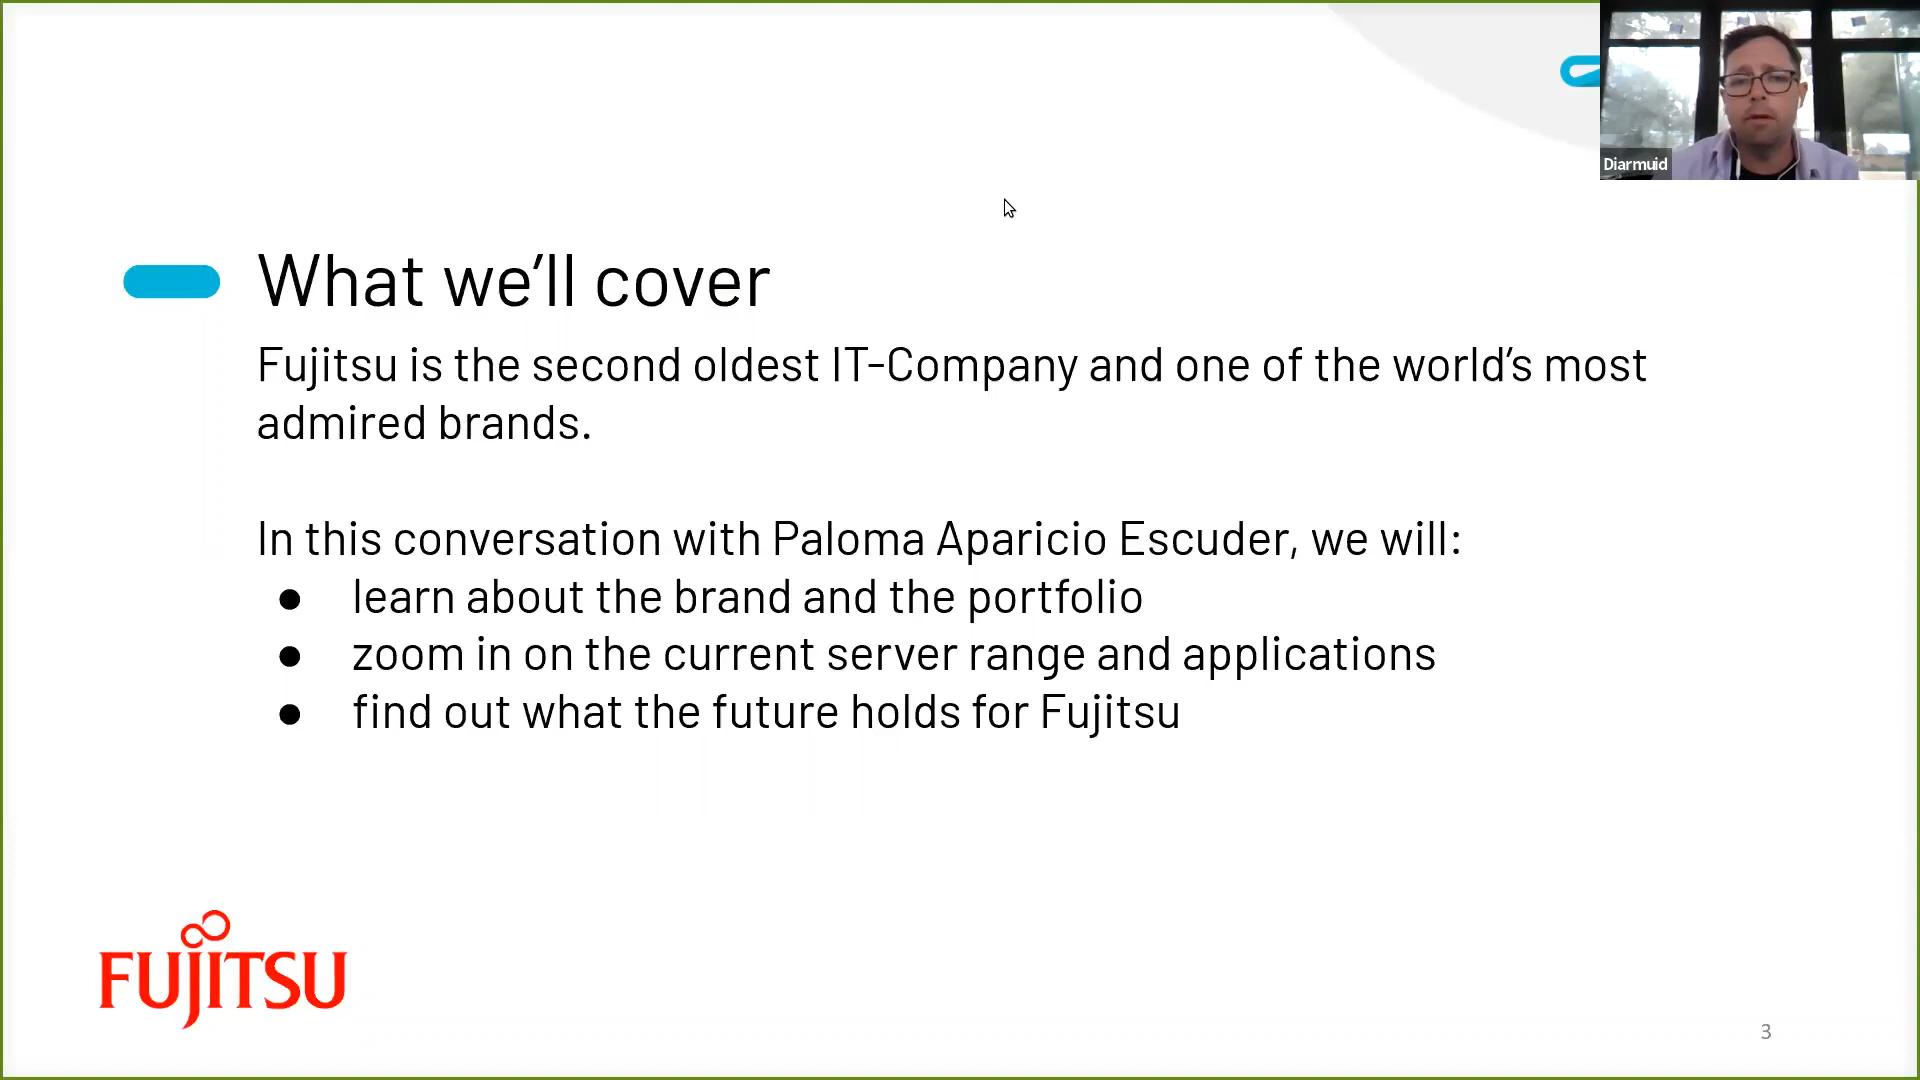 Diarmuid
What we’ll cover
Fujitsu is the second oldest IT-Company and one of the world’s most
admired brands.
In this conversation with Paloma Aparicio Escuder, we will:
● learn about the brand and the portfolio
● zoom in on the current server range and applications
● find out what the future holds for Fujitsu
FUJITSU
3